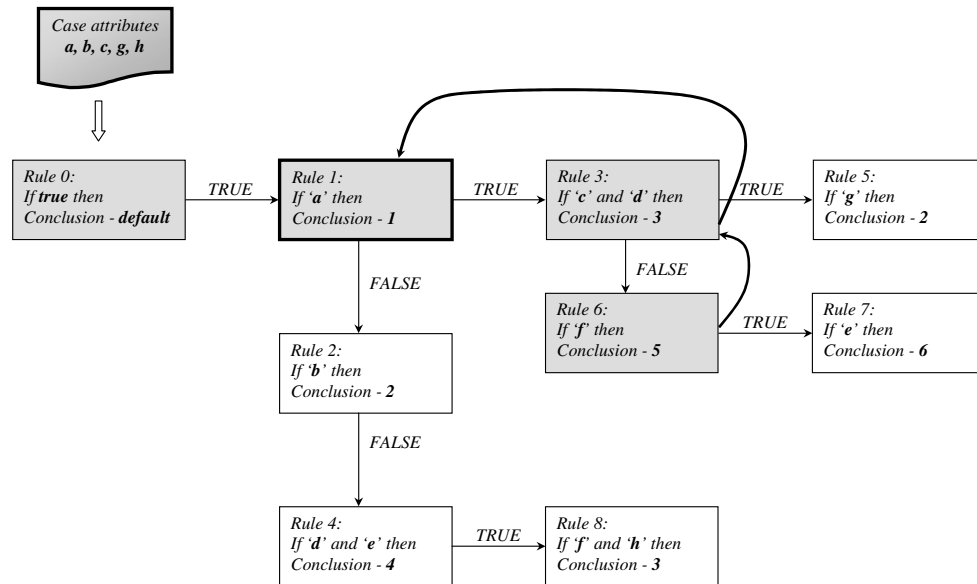 Case attributes
a, b, c, g, h
Rule 0:
If true then
Conclusion - default
TRUE
Rule 1:
If ‘a’ then
Conclusion - 1
TRUE
Rule 3:
If ‘c’ and ‘d’ then
Conclusion - 3
TRUE
Rule 5:
If ‘g’ then
Conclusion - 2
FALSE
FALSE
Rule 6:
If ‘f’ then
Conclusion - 5
TRUE
Rule 7:
If ‘e’ then
Conclusion - 6
Rule 2:
If ‘b’ then
Conclusion - 2
FALSE
Rule 4:
If ‘d’ and ‘e’ then
Conclusion - 4
TRUE
Rule 8:
If ‘f’ and ‘h’ then
Conclusion - 3